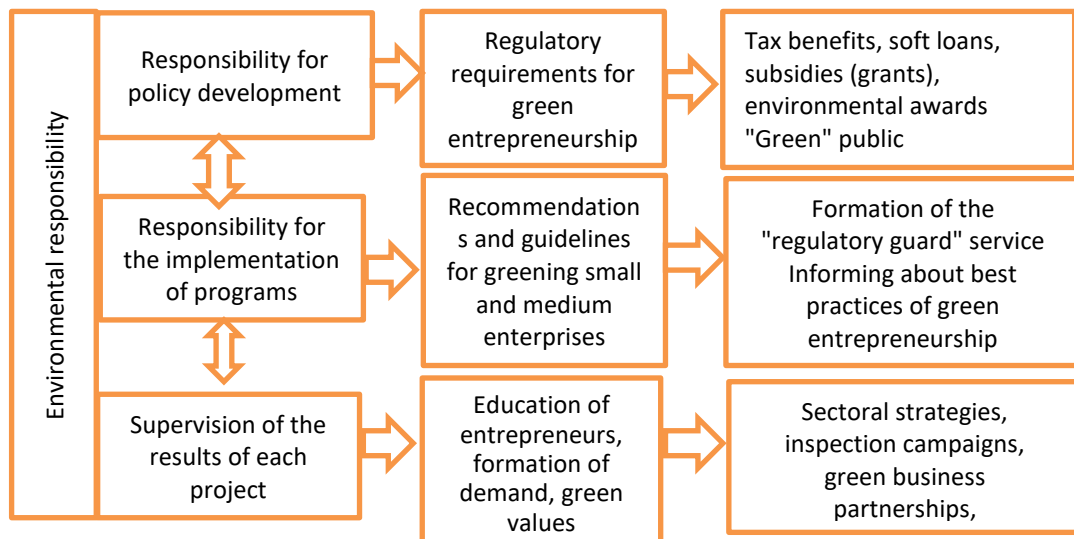 Environmental responsibility
Responsibility for
policy development
Regulatory
requirements for
green
entrepreneurship
Tax benefits, soft loans,
subsidies (grants),
environmental awards
"Green" public
Responsibility for
the implementation
of programs
Recommendation
s and guidelines
for greening small
and medium
enterprises
Formation of the
"regulatory guard" service
Informing about best
practices of green
entrepreneurship
Supervision of the
results of each
project
Education of
entrepreneurs,
formation of
demand, green
values
Sectoral strategies,
inspection campaigns,
green business
partnerships,